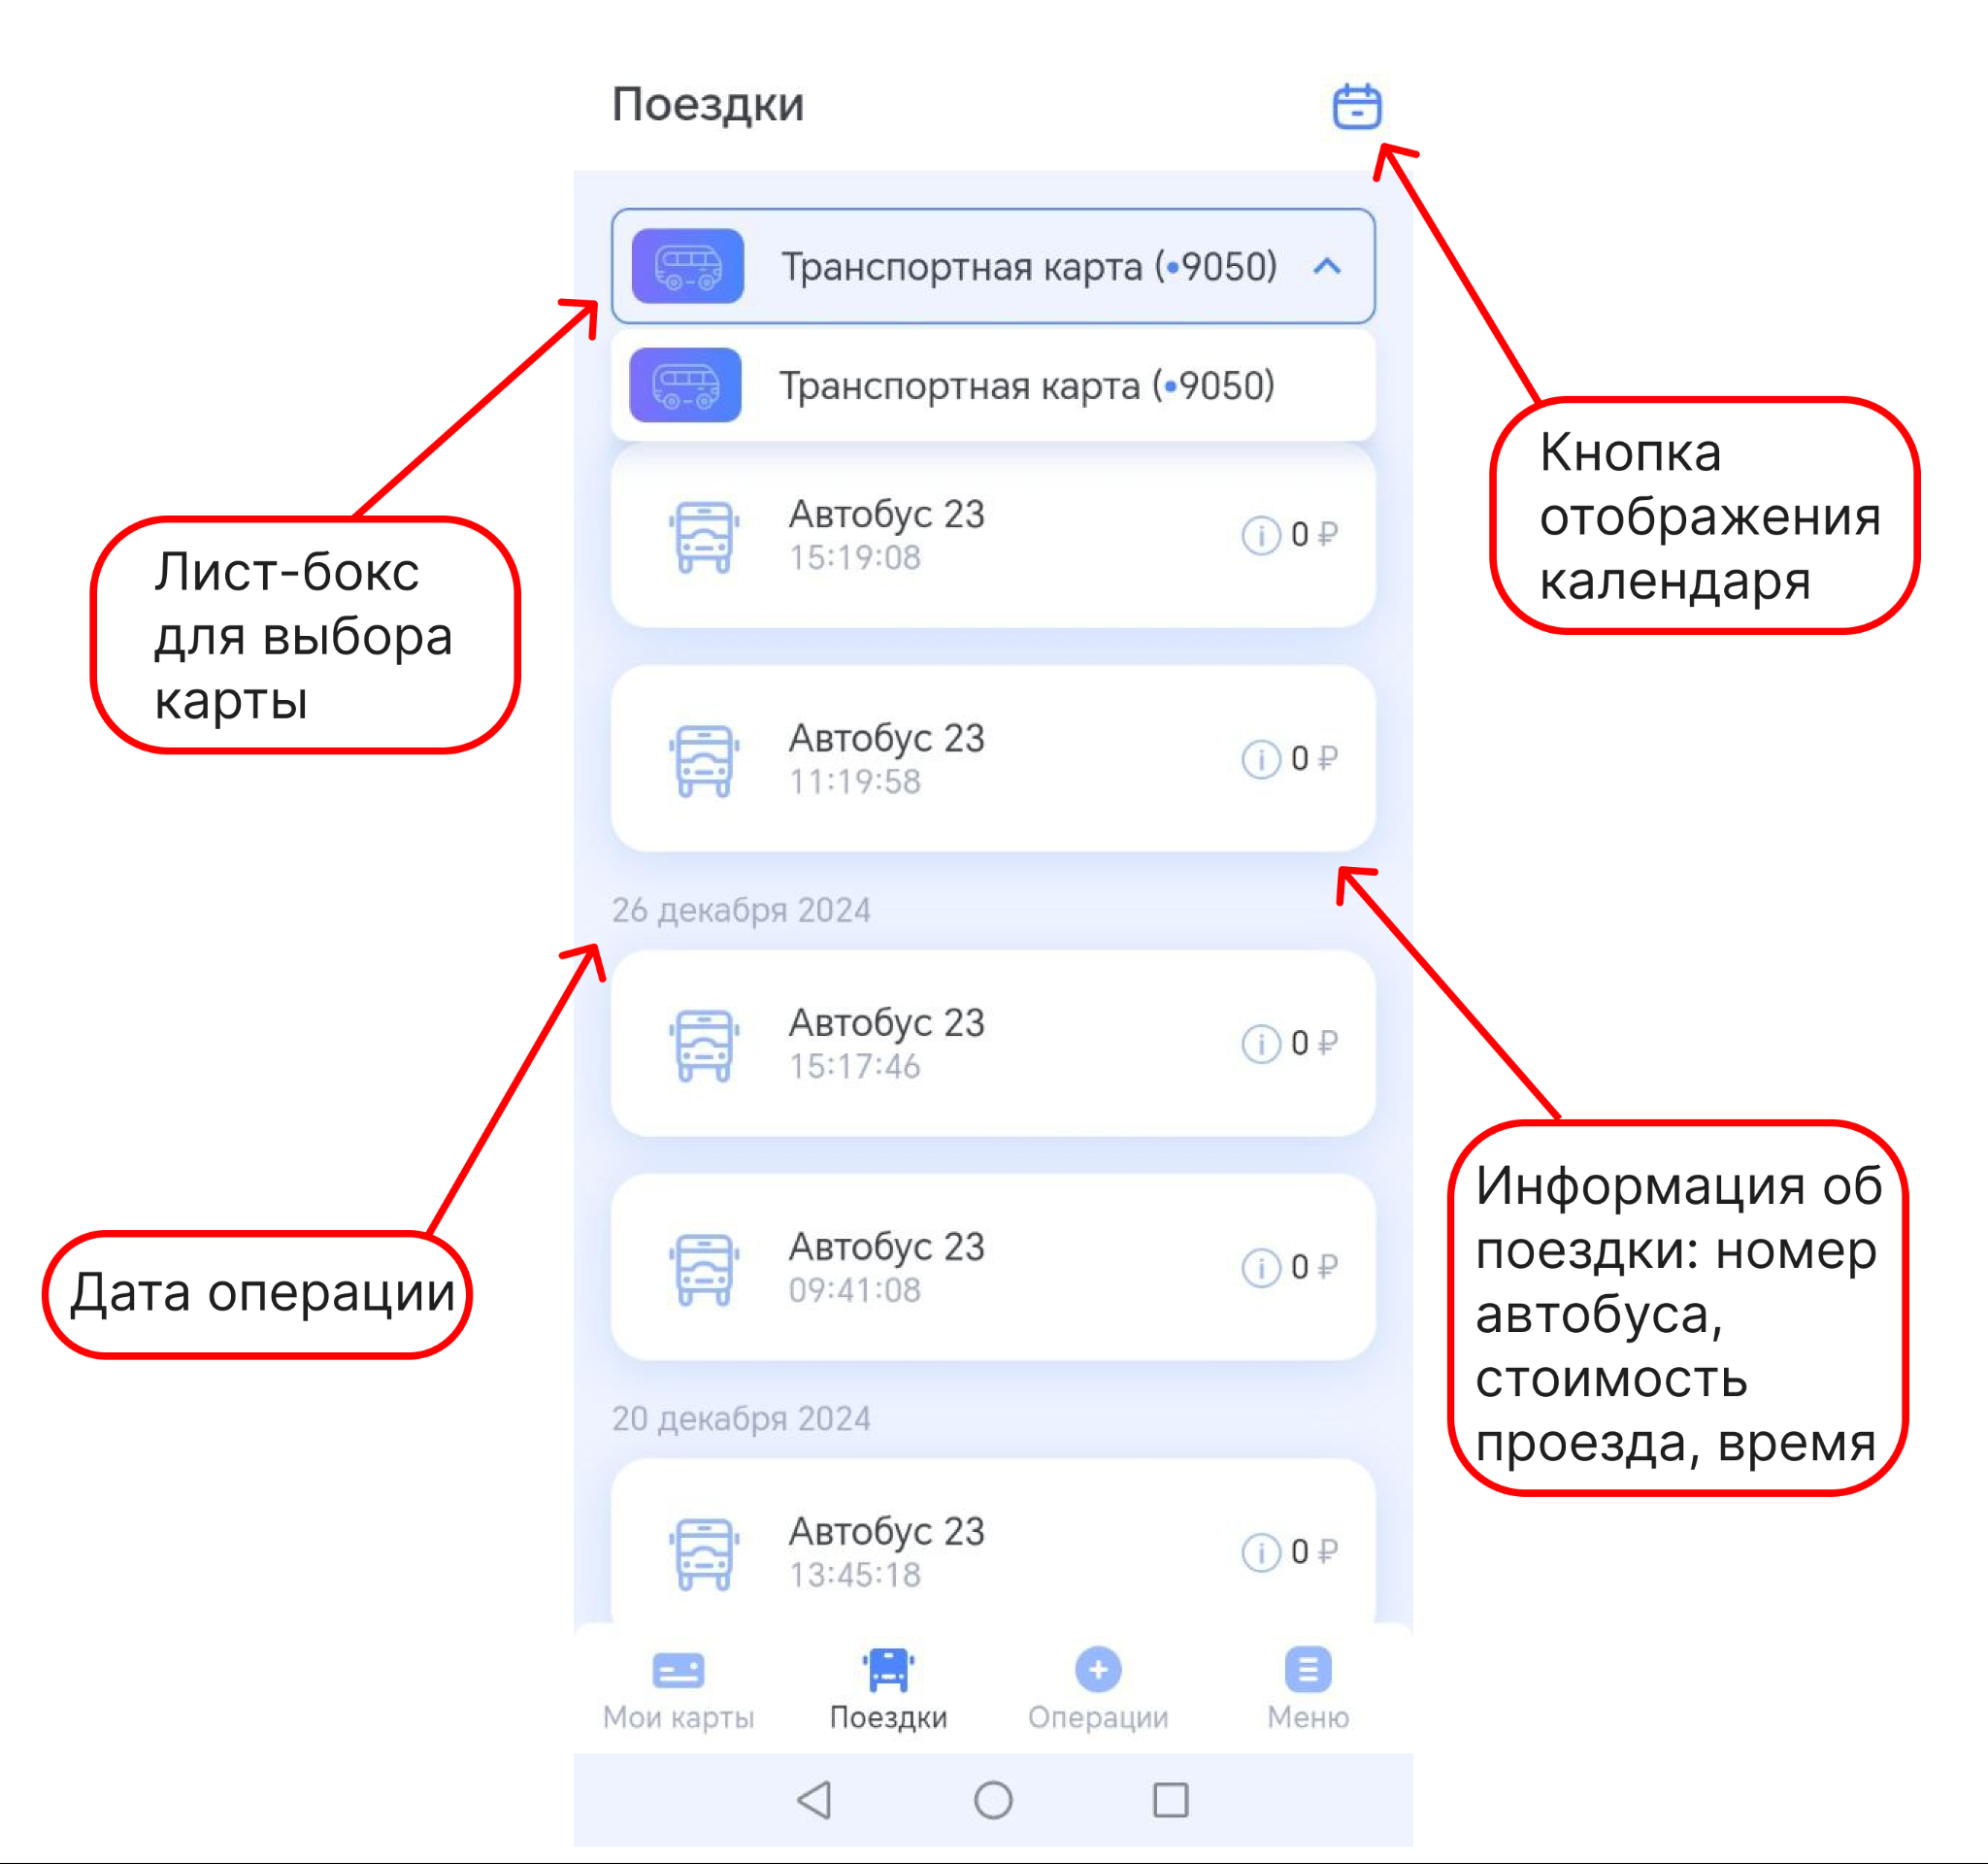 Поездки
Транспортная карта (•9050)
Транспортная карта (•9050)
Кнопка
отображения
календаря
Лист-бокс
для выбора
карты
Автобус 23
15:19:08
i 0 ₽
Автобус 23
11:19:58
i 0 ₽
26 декабря 2024
Автобус 23
15:17:46
i 0 ₽
Информация об
поездки: номер
автобуса,
стоимость
проезда, время
Дата операции
Автобус 23
09:41:08
i 0 ₽
20 декабря 2024
Автобус 23
13:45:18
i 0 ₽
Мои карты
Поездки
Операции
Меню